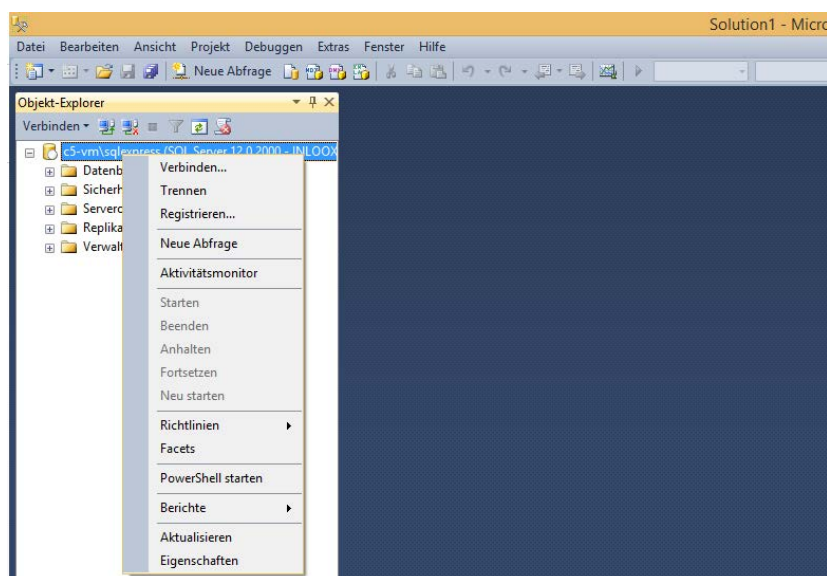 Solution1 - Micro
Datei Bearbeiten Ansicht Projekt Debuggen Extras Fenster Hilfe
Neue Abfrage
Objekt-Explorer
Verbinden
c5-vm\sqlexpress (SQL Server 12.0.2000 - INLOOX
Datenb
Sicherh
Servero
Replika
Verwalt
Verbinden...
Trennen
Registrieren...
Neue Abfrage
Aktivitätsmonitor
Starten
Beenden
Anhalten
Fortsetzen
Neu starten
Richtlinien
Facets
PowerShell starten
Berichte
Aktualisieren
Eigenschaften